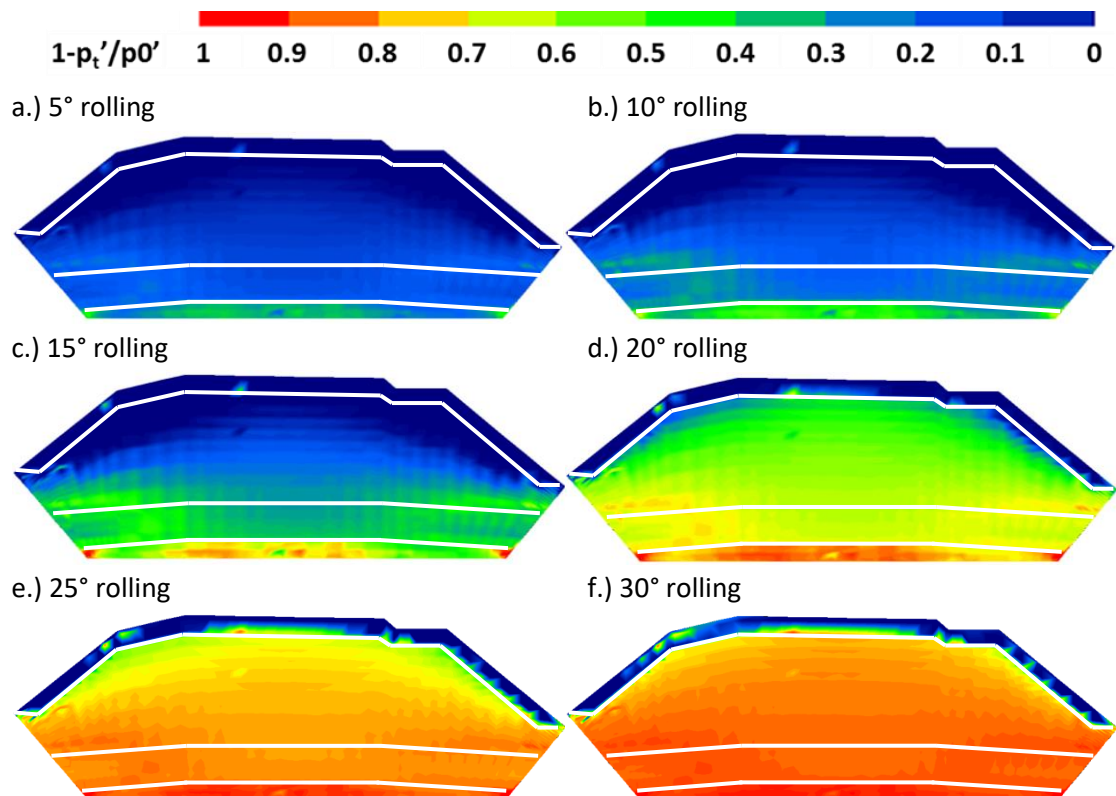 1-pt'/p0' 1 0.9 0.8 0.7 0.6 0.5 0.4 0.3 0.2 0.1 0
a.) 5° rolling b.) 10° rolling
c.) 15° rolling d.) 20° rolling
e.) 25° rolling f.) 30° rolling